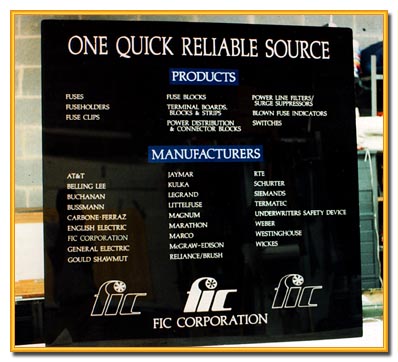 ONE QUICK RELIABLE SOURCE
PRODUCTS
FUSES
FUSEHOLDERS
FUSE CLIPS
FUSE BLOCKS
TERMINAL BOARDS,
BLOCKS & STRIPS
POWER DISTRIBUTION
& CONNECTOR BLOCKS
POWER LINE FILTERS/
SURGE SUPPRESSORS
BLOWN FUSE INDICATORS
SWITCHES
MANUFACTURERS
AT&T
BELLING LEE
BUCHANAN
BUSSMANN
CARBONE-FERRAZ
ENGLISH ELECTRIC
FIC CORPORATION
GENERAL ELECTRIC
GOULD SHAWMUT
JAYMAR
KULKA
LEGRAND
LITTELFUSE
MAGNUM
MARATHON
MARCO
McGRAW-EDISON
RELIANCE/BRUSH
RTE
SCHURTER
SIEMANDS
TERMATIC
UNDERWRITERS SAFETY DEVICE
WEBER
WESTINGHOUSE
WICKES
fic fic fic
FIC CORPORATION